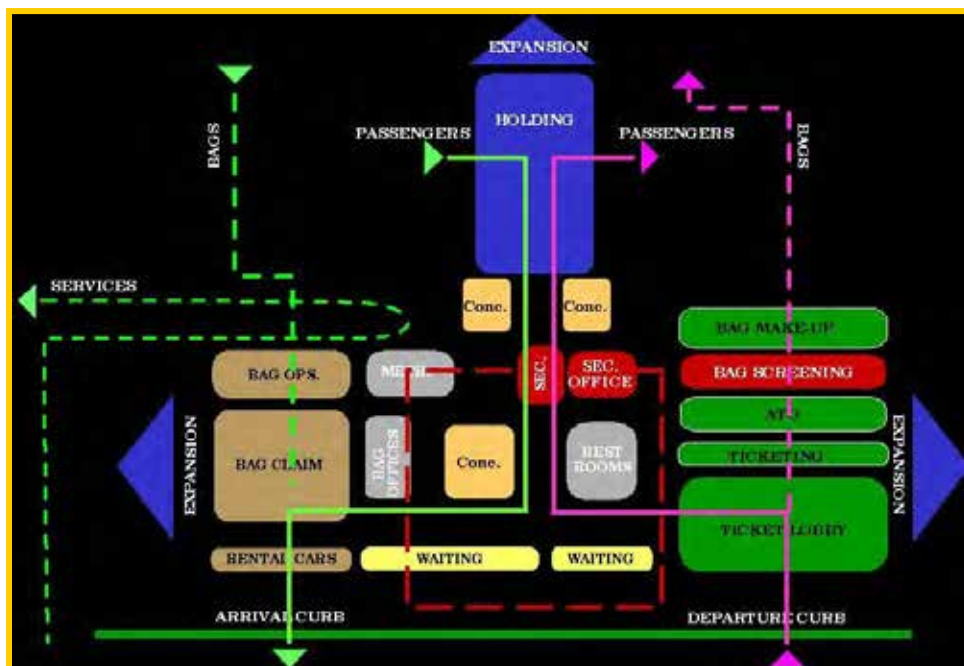 EXPANSION
HOLDING
PASSENGERS
PASSENGERS
BAGS
BAGS
SERVICES
Conc.
Conc.
BAG MAKE-UP
BAG OPS.
MECH.
SEC.
SEC.
OFFICE
BAG SCREENING
ATO
EXPANSION
BAG CLAIM
BAG
OFFICES
Conc.
REST
ROOMS
TICKETING
EXPANSION
TICKET LOBBY
RENTAL CARS
WAITING
WAITING
ARRIVAL CURB
DEPARTURE CURB